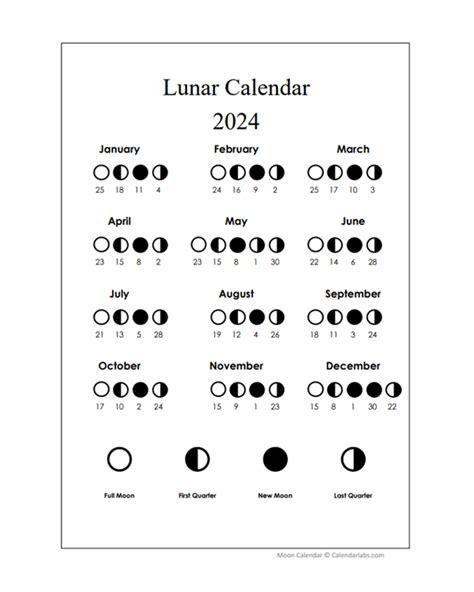 Lunar Calendar
2024
January February March
25 18 11 4 24 16 9 2 25 17 10 3
April May June
23 15 8 2 23 15 8 1 30 22 14 6 28
July August September
21 13 5 28 19 12 4 26 18 11 3 24
October November December
17 10 2 24 15 9 1 23 15 8 1 30 22
Full Moon First Quarter New Moon Last Quarter
Moon Calendar © Calendarlabs.com